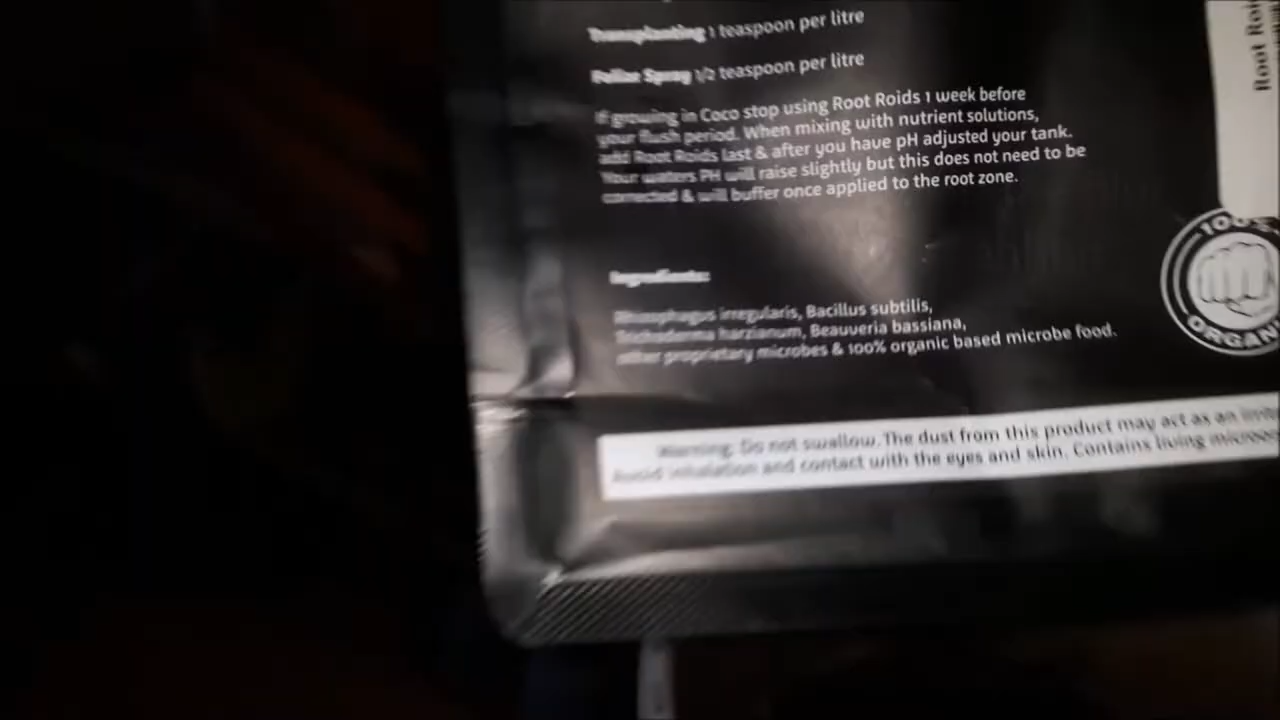 Transplanting 1 teaspoon per litre
Foliar Spray 1/2 teaspoon per litre
If growing in Coco stop using Root Roids 1 week before
your flush period. When mixing with nutrient solutions,
add Root Roids last & after you have pH adjusted your tank.
Your waters PH will raise slightly but this does not need to be
corrected & will buffer once applied to the root zone.
Ingredients:
Rhizophagus irregularis, Bacillus subtilis,
Trichoderma harzianum, Beauveria bassiana,
other proprietary microbes & 100% organic based microbe food.
Warning: Do not swallow. The dust from this product may act as an
Avoid inhalation and contact with the eyes and skin. Contains living
Root
100%